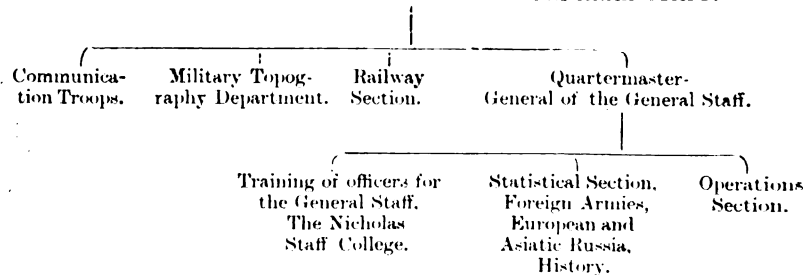 Communica-
tion Troops.
Military Topog-
raphy Department.
Railway
Section.
Quartermaster-
General of the General Staff.
Training of officers for
the General Staff.
The Nicholas
Staff College.
Statistical Section,
Foreign Armies,
European and
Asiatic Russia,
History.
Operations
Section.